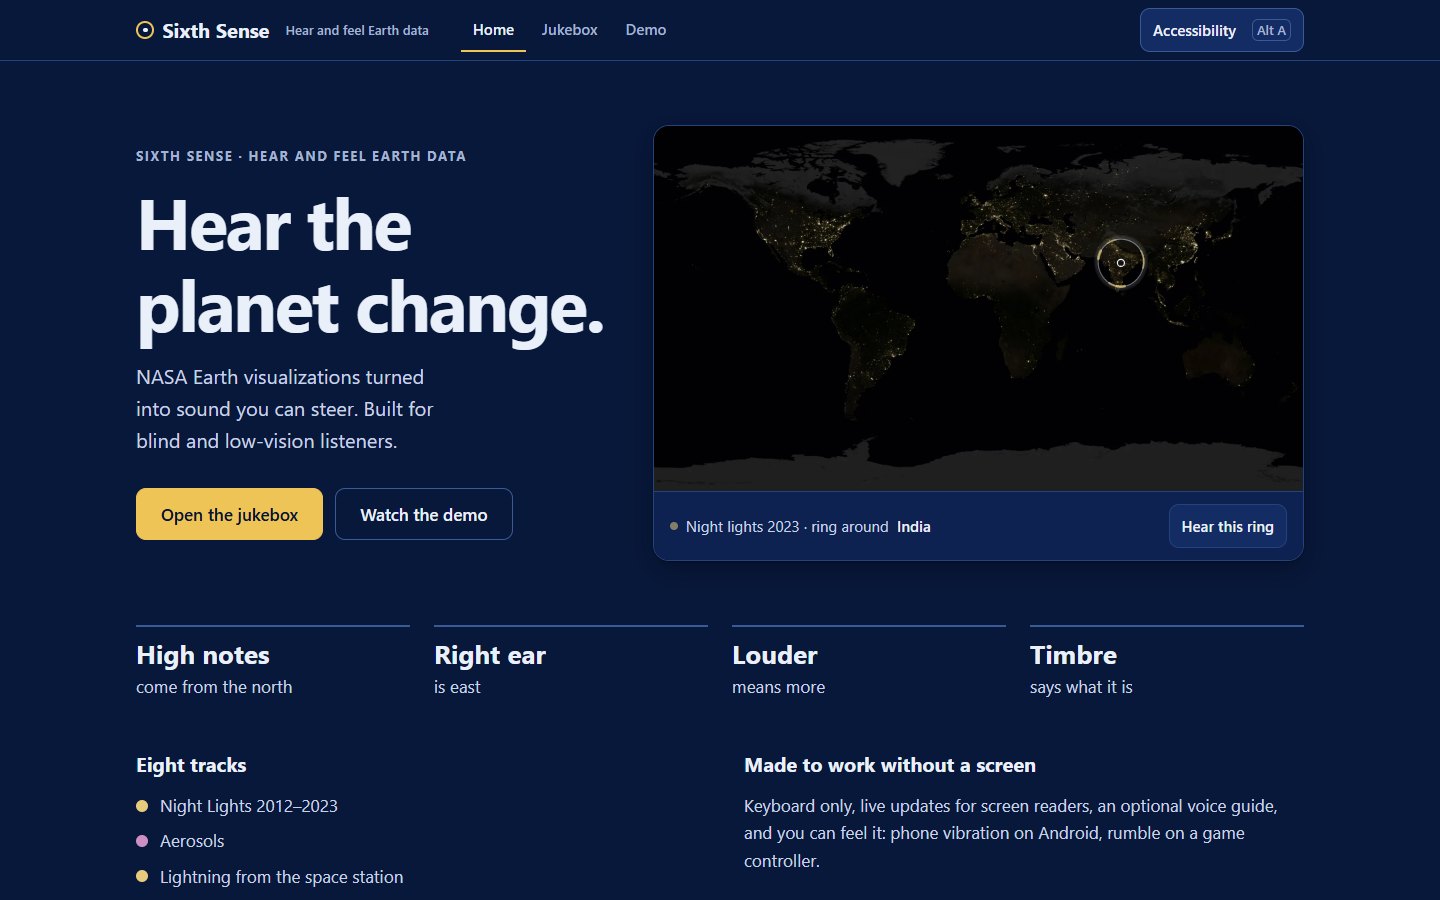 Sixth Sense Hear and feel Earth data Home Jukebox Demo Accessibility Alt A
SIXTH SENSE · HEAR AND FEEL EARTH DATA
Hear the
planet change.
NASA Earth visualizations turned
into sound you can steer. Built for
blind and low-vision listeners.
Open the jukebox Watch the demo
Night lights 2023 · ring around India Hear this ring
High notes
come from the north
Right ear
is east
Louder
means more
Timbre
says what it is
Eight tracks
Night Lights 2012–2023
Aerosols
Lightning from the space station
Made to work without a screen
Keyboard only, live updates for screen readers, an optional voice guide,
and you can feel it: phone vibration on Android, rumble on a game
controller.